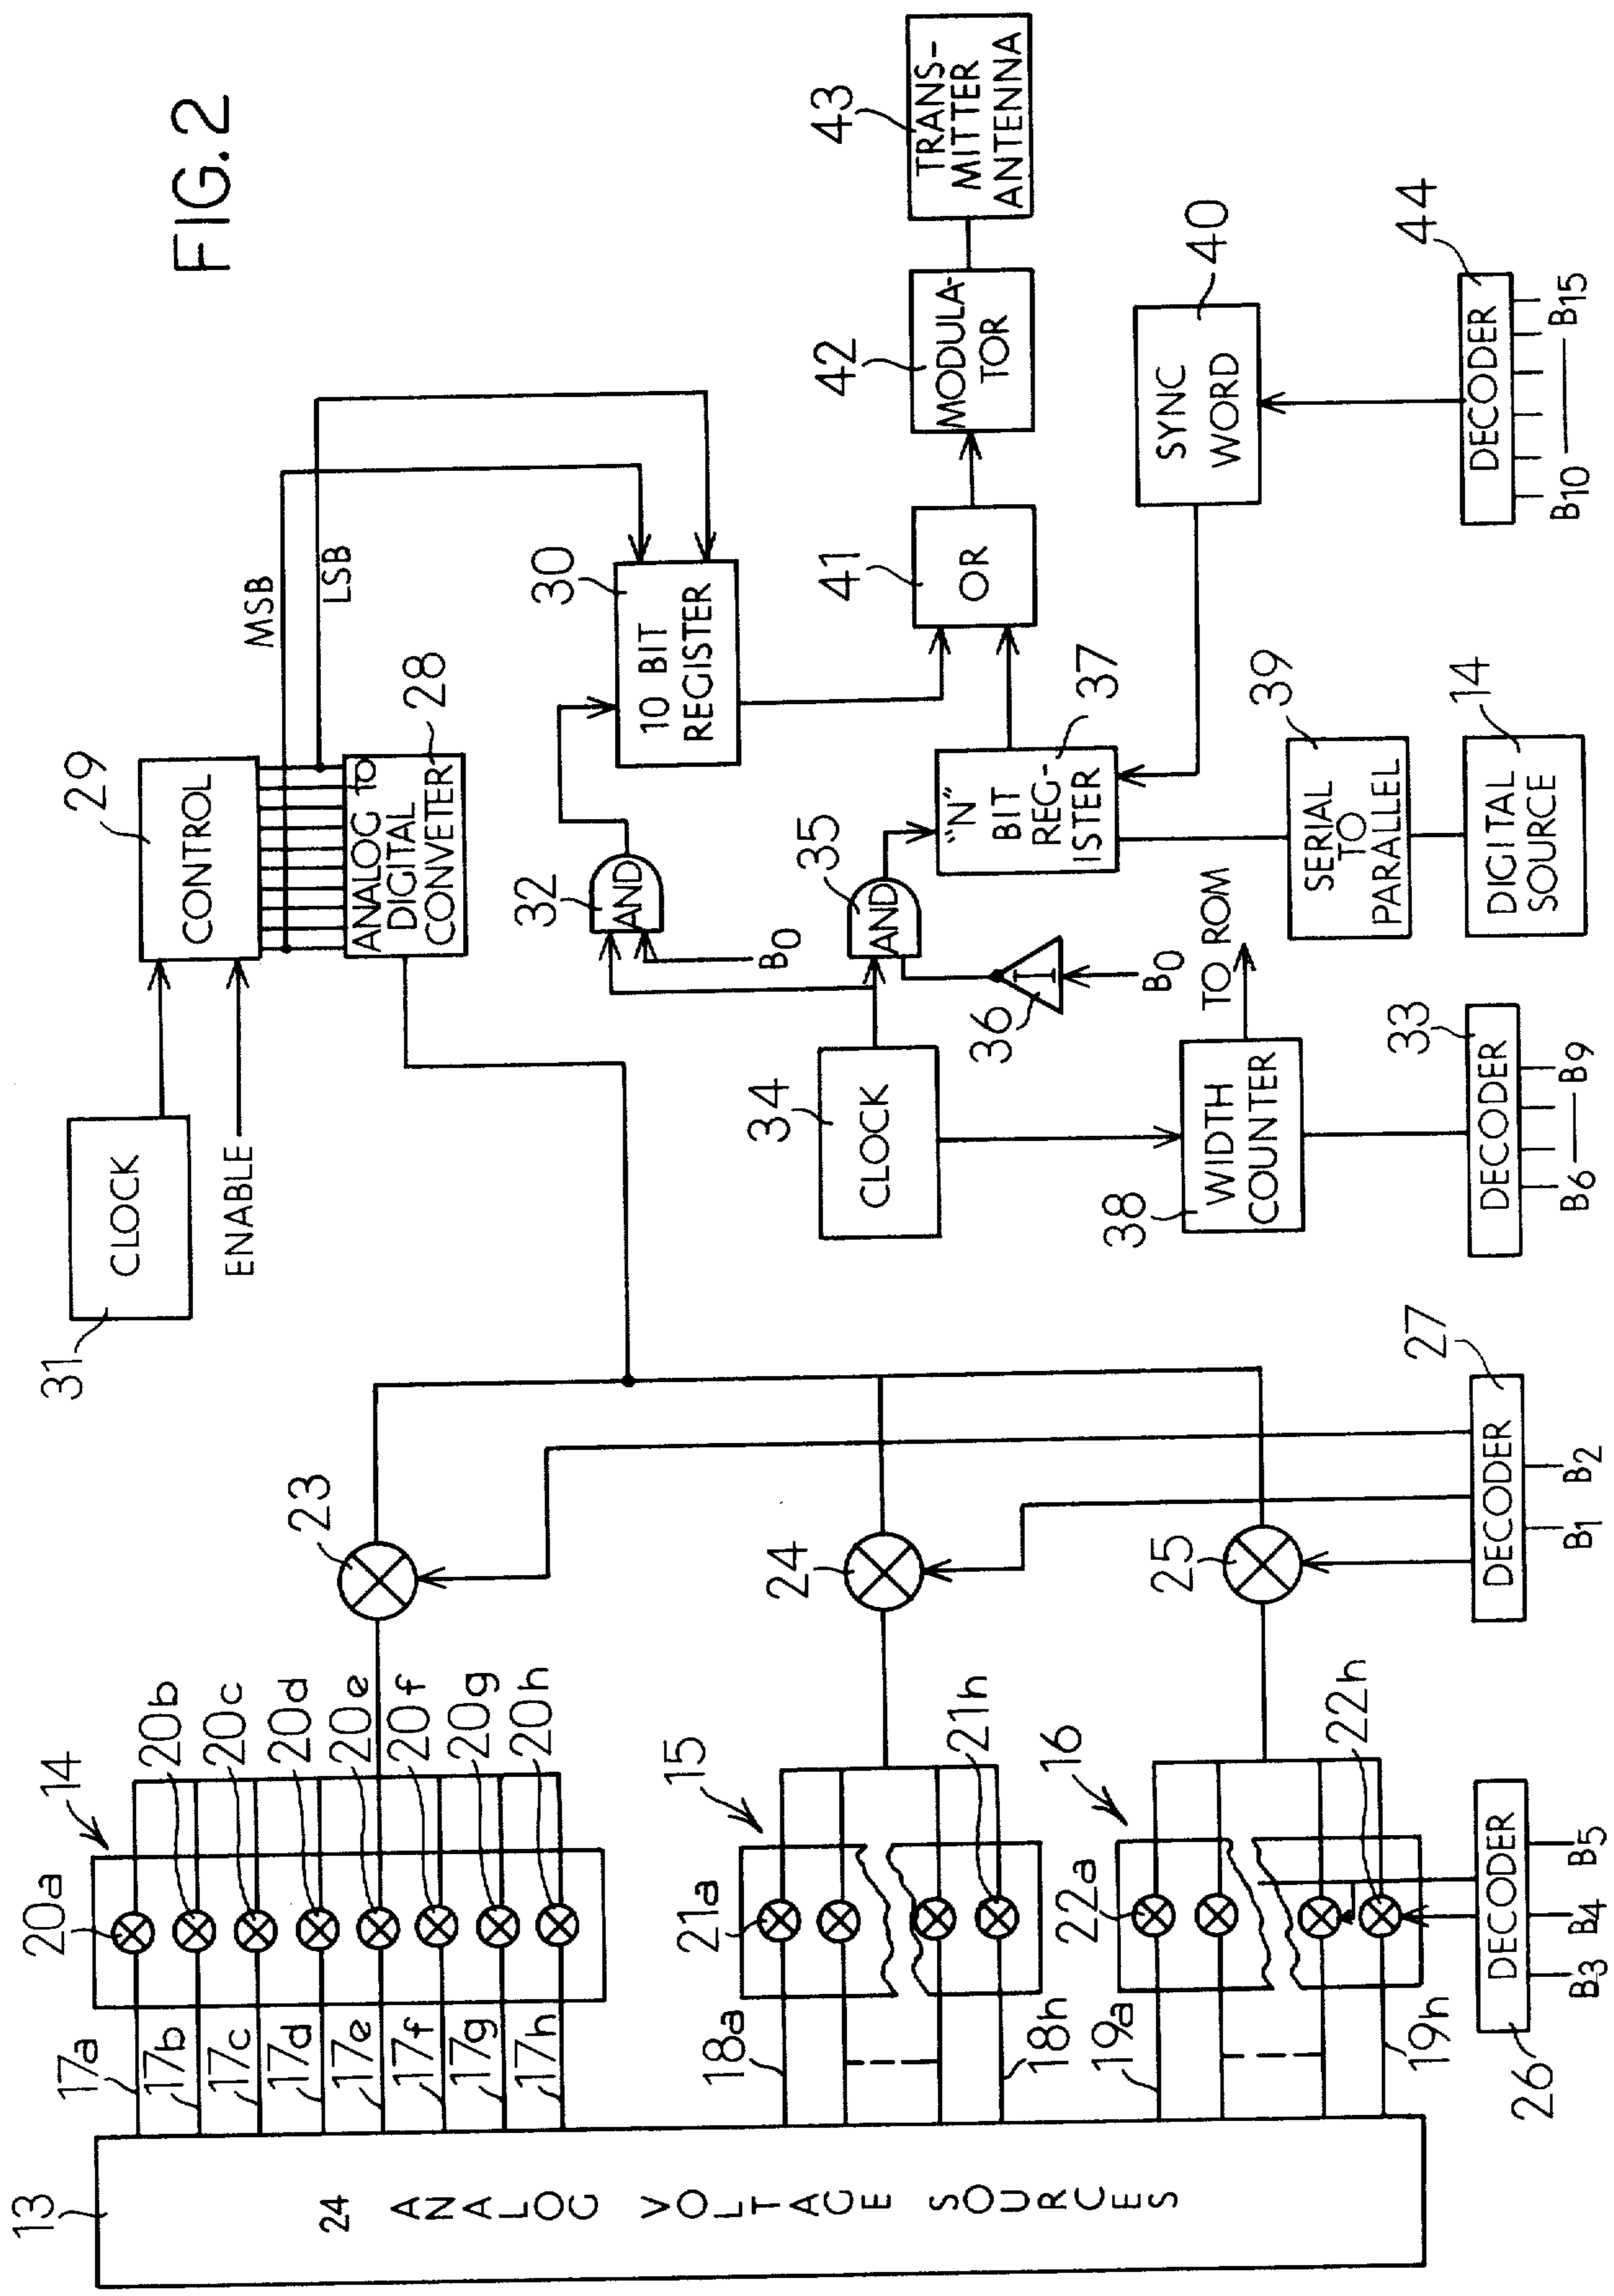 FIG.2
13
24 ANALOG VOLTAGE SOURCES
17a
17b
17c
17d
17e
17f
17g
17h
14
20a
20b
20c
20d
20e
20f
20g
20h
23
18a
18h
15
21a
21h
24
19a
19h
16
22a
22h
25
26
DECODER
B3 B4 B5
27
DECODER
B1 B2
31
CLOCK
ENABLE
29
CONTROL
28
ANALOG TO
DIGITAL
CONVETER
MSB
LSB
30
10 BIT
REGISTER
32
AND
B0
34
CLOCK
35
AND
36
I
B0
37
"N"
BIT
REG-
ISTER
38
WIDTH
COUNTER
TO ROM
33
DECODER
B6 — B9
39
SERIAL
TO
PARALLEL
14
DIGITAL
SOURCE
41
OR
42
MODULA-
TOR
43
TRANS-
MITTER
ANTENNA
40
SYNC
WORD
44
DECODER
B10 — B15